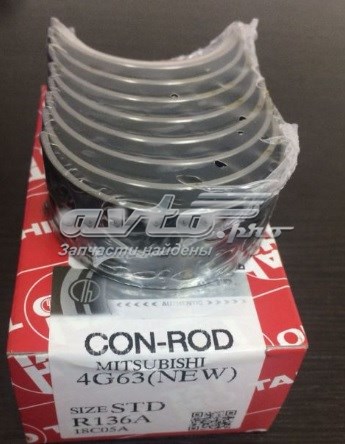 avto.pro
Запчасти найдены
CON-ROD
MITSUBISHI
4G63(NEW)
SIZE STD
R136A
18C05A